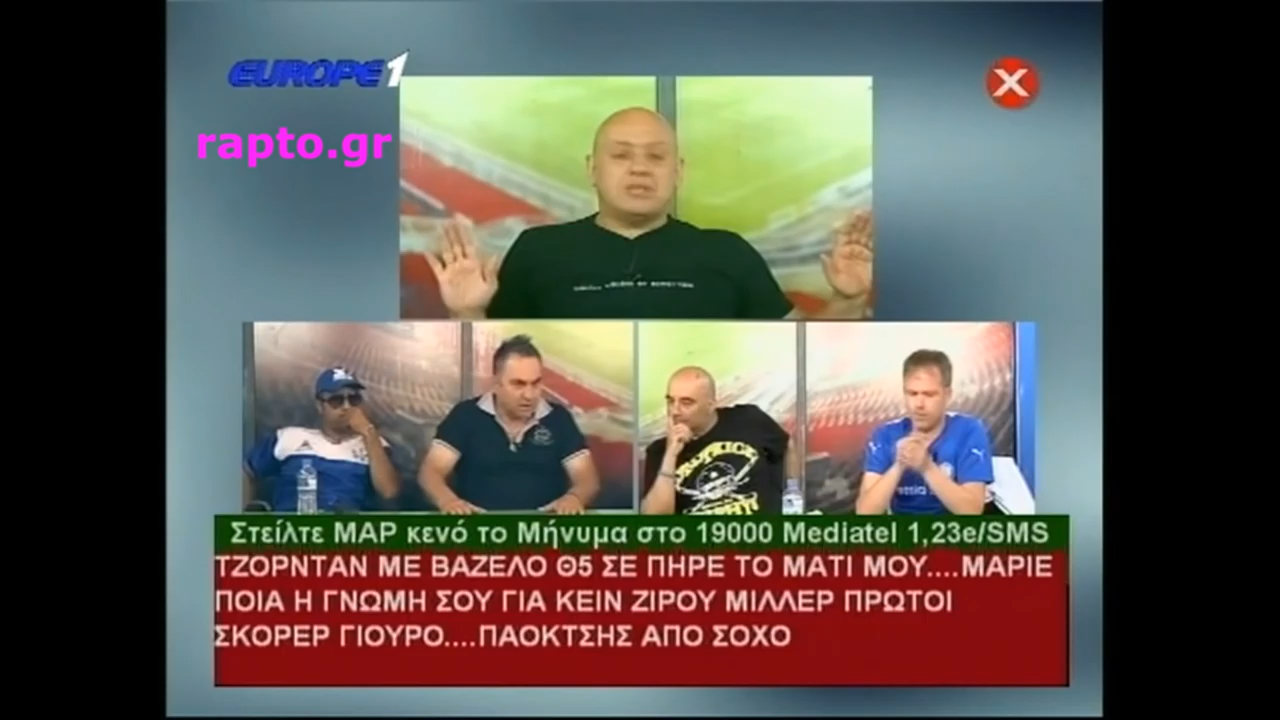 EUROPE1
X
rapto.gr
Στείλτε ΜΑΡ κενό το Μήνυμα στο 19000 Mediatel 1,23e/SMS
ΤΖΟΡΝΤΑΝ ΜΕ ΒΑΖΕΛΟ Θ5 ΣΕ ΠΗΡΕ ΤΟ ΜΑΤΙ ΜΟΥ....ΜΑΡΙΕ
ΠΟΙΑ Η ΓΝΩΜΗ ΣΟΥ ΓΙΑ ΚΕΙΝ ΖΙΡΟΥ ΜΙΛΛΕΡ ΠΡΩΤΟΙ
ΣΚΟΡΕΡ ΓΙΟΥΡΟ....ΠΑΟΚΤΣΗΣ ΑΠΟ ΣΟΧΟ